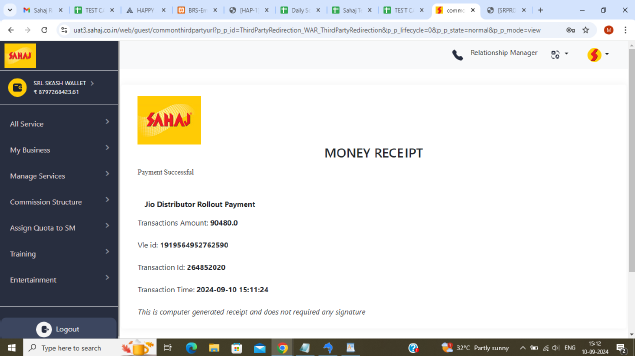 Sahaj R
TEST C
HAPPY
BRS-Er
(HAP-1
Daily S
Sahaj T
TEST C
comm
(SRPR
uat3.sahaj.co.in/web/guest/commonthirdpartyurl?p_p_id=ThirdPartyRedirection_WAR_ThirdPartyRedirection&p_p_lifecycle=0&p_p_state=normal&p_p_mode=view
SAHAJ
Relationship Manager
SRL SKASH WALLET
₹ 8797268423.61
All Service
My Business
Manage Services
Commission Structure
Assign Quota to SM
Training
Entertainment
Logout
SAHAJ
MONEY RECEIPT
Payment Successful
Jio Distributor Rollout Payment
Transactions Amount: 90480.0
Vle id: 1919564952762590
Transaction Id: 264852020
Transaction Time: 2024-09-10 15:11:24
This is computer generated receipt and does not required any signature
Type here to search
32°C Partly sunny
ENG
15:12
10-09-2024